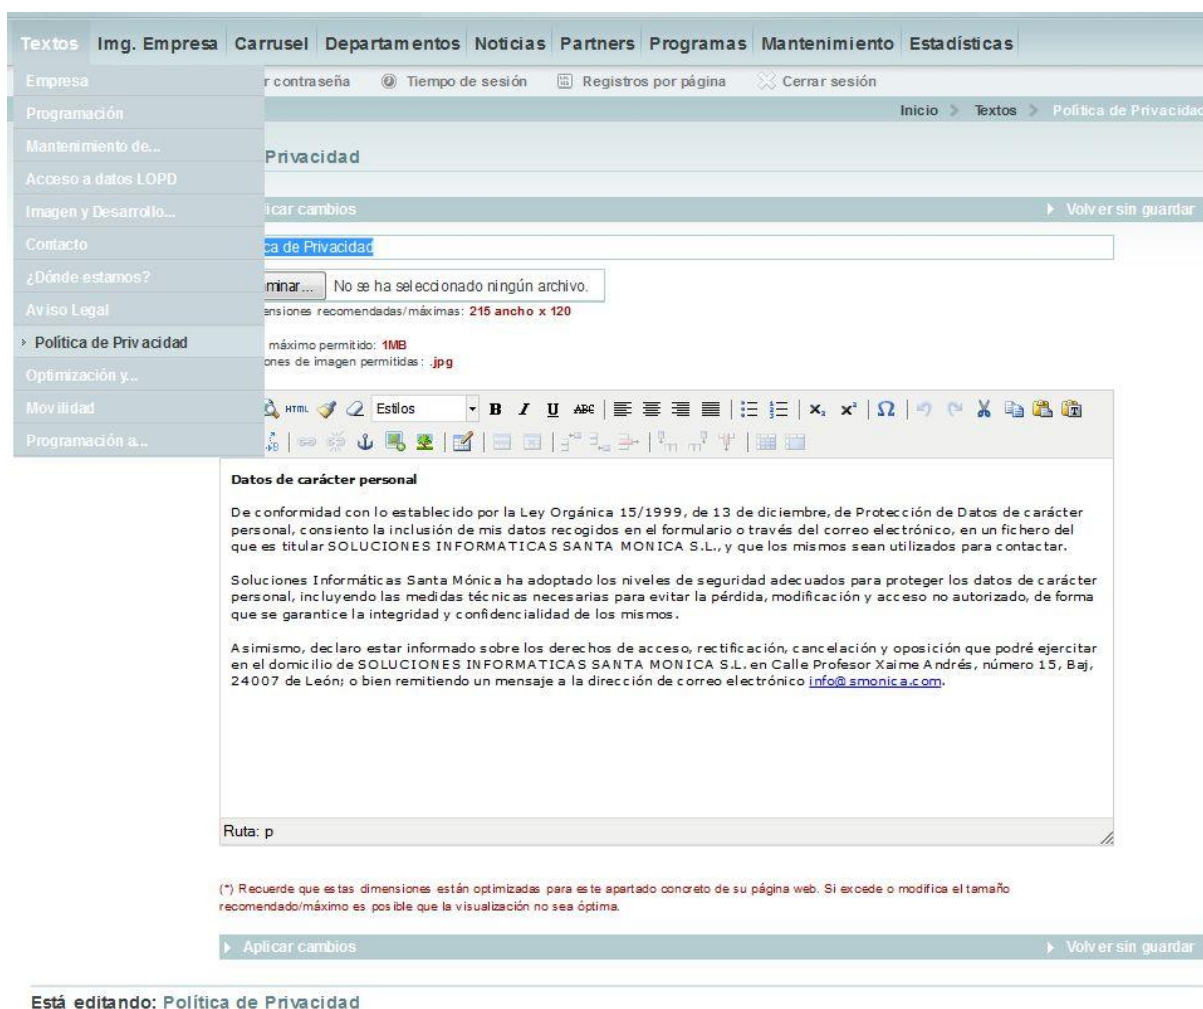 Textos Img. Empresa Carrusel Departamentos Noticias Partners Programas Mantenimiento Estadísticas
Empresa
r contraseña Tiempo de sesión Registros por página Cerrar sesión
Programación
Inicio Textos Política de Privacidad
Mantenimiento de...
Privacidad
Acceso a datos LOPD
Imagen y Desarrollo...
licar cambios Volver sin guardar
Contacto
ca de Privacidad
¿Dónde estamos?
minar... No se ha seleccionado ningún archivo.
Aviso Legal
ensiones recomendadas/máximas: 215 ancho x 120
Política de Privacidad
máximo permitido: 1MB
ones de imagen permitidas: .jpg
Optimización y...
Movilidad
HTML Estilos B I U ABC
Programación a...
Datos de carácter personal
De conformidad con lo establecido por la Ley Orgánica 15/1999, de 13 de diciembre, de Protección de Datos de carácter
personal, consiento la inclusión de mis datos recogidos en el formulario o través del correo electrónico, en un fichero del
que es titular SOLUCIONES INFORMATICAS SANTA MONICA S.L., y que los mismos sean utilizados para contactar.
Soluciones Informáticas Santa Mónica ha adoptado los niveles de seguridad adecuados para proteger los datos de carácter
personal, incluyendo las medidas técnicas necesarias para evitar la pérdida, modificación y acceso no autorizado, de forma
que se garantice la integridad y confidencialidad de los mismos.
Asimismo, declaro estar informado sobre los derechos de acceso, rectificación, cancelación y oposición que podré ejercitar
en el domicilio de SOLUCIONES INFORMATICAS SANTA MONICA S.L. en Calle Profesor Xaime Andrés, número 15, Baj,
24007 de León; o bien remitiendo un mensaje a la dirección de correo electrónico info@smonica.com.
Ruta: p
(*) Recuerde que estas dimensiones están optimizadas para este apartado concreto de su página web. Si excede o modifica el tamaño
recomendado/máximo es posible que la visualización no sea óptima.
Aplicar cambios Volver sin guardar
Está editando: Política de Privacidad